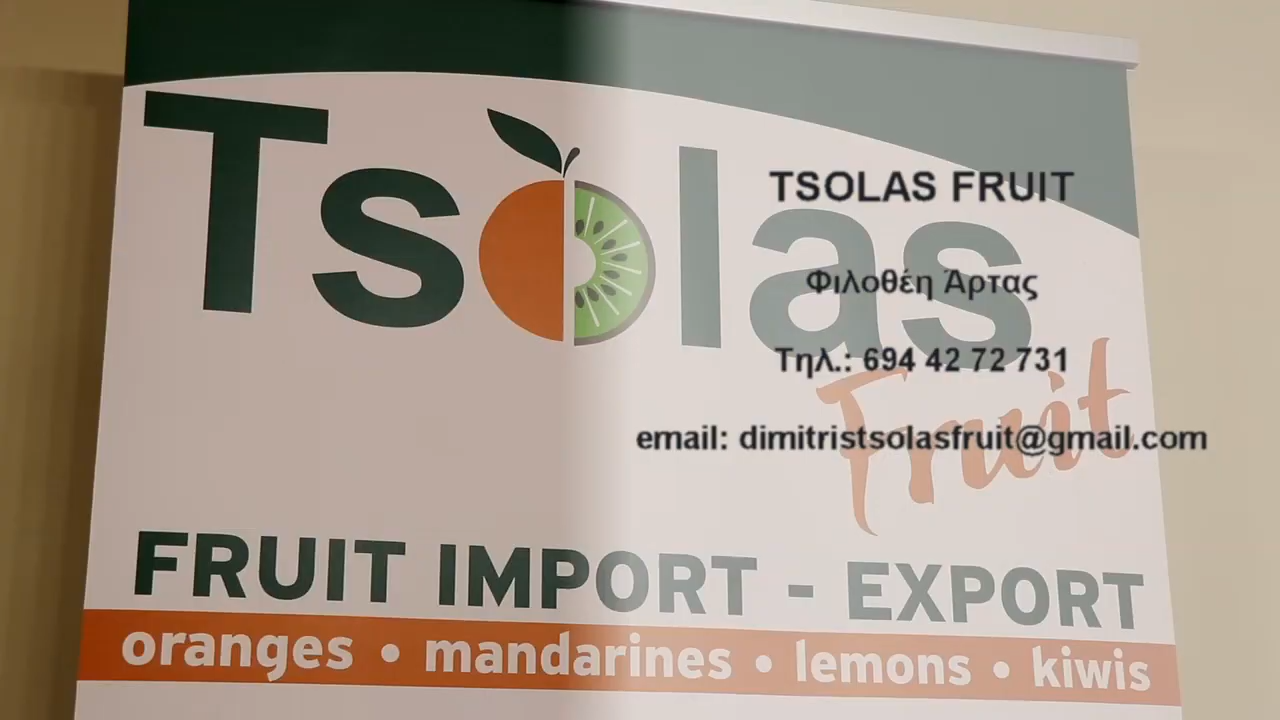 Tsolas
Fruit
FRUIT IMPORT - EXPORT
oranges • mandarines • lemons • kiwis
TSOLAS FRUIT
Φιλοθέη Άρτας
Τηλ.: 694 42 72 731
email: dimitristsolasfruit@gmail.com